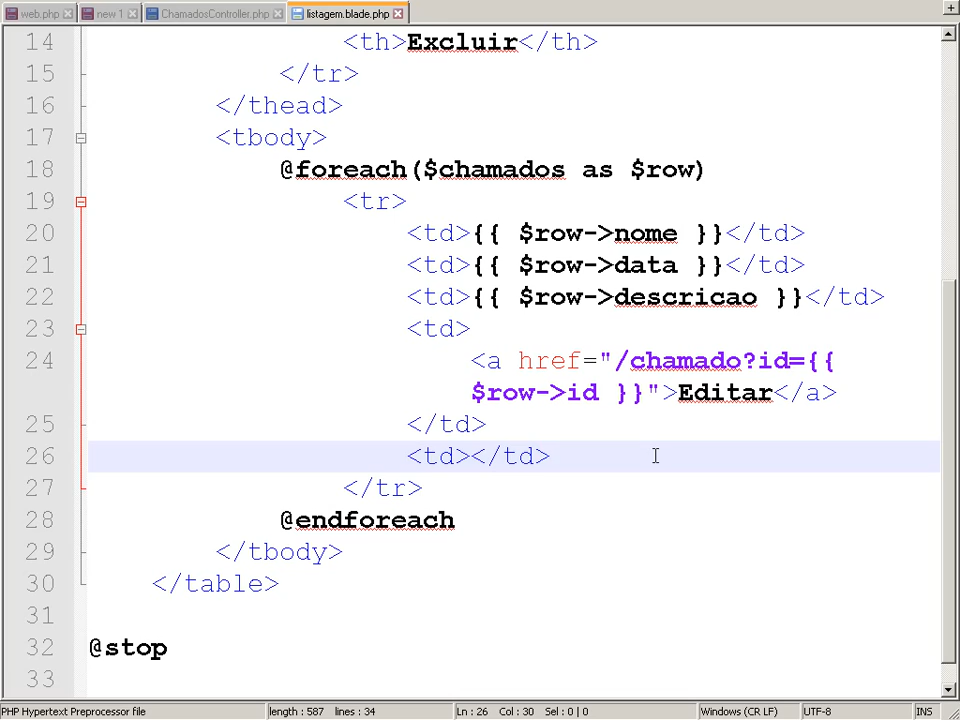 web.php new 1 ChamadosController.php listagem.blade.php
14 <th>Excluir</th>
15 </tr>
16 </thead>
17 <tbody>
18 @foreach($chamados as $row)
19 <tr>
20 <td>{{ $row->nome }}</td>
21 <td>{{ $row->data }}</td>
22 <td>{{ $row->descricao }}</td>
23 <td>
24 <a href="/chamado?id={{
$row->id }}">Editar</a>
25 </td>
26 <td></td>
27 </tr>
28 @endforeach
29 </tbody>
30 </table>
31
32 @stop
33
PHP Hypertext Preprocessor file length : 587 lines : 34 Ln : 26 Col : 30 Sel : 0 | 0 Windows (CR LF) UTF-8 INS